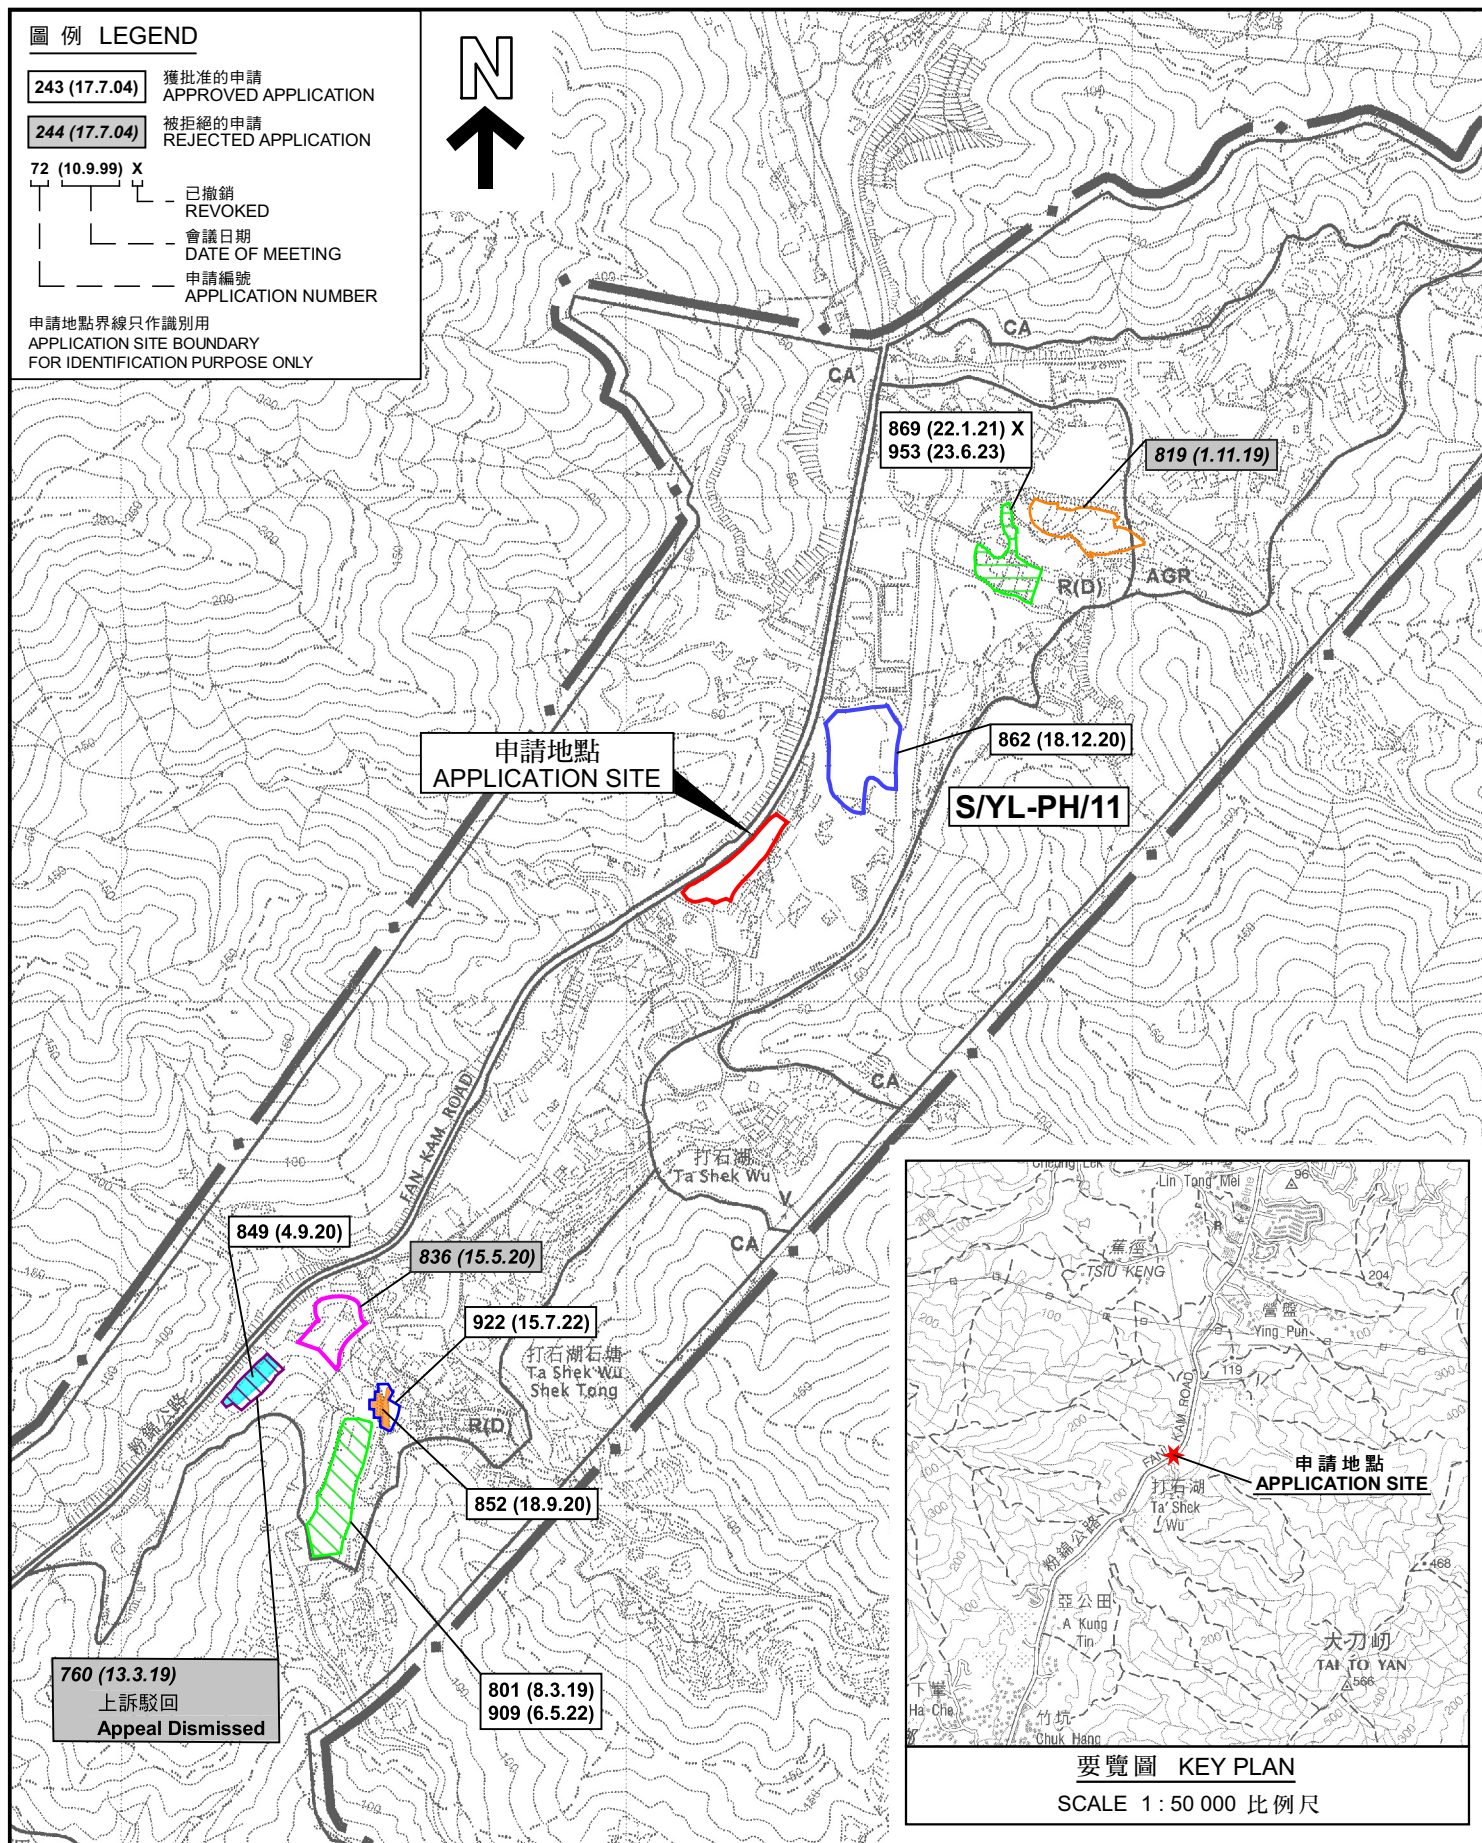 圖例 LEGEND
243 (17.7.04)
獲批准的申請
APPROVED APPLICATION
244 (17.7.04)
被拒絕的申請
REJECTED APPLICATION
72 (10.9.99) X
已撤銷
REVOKED
會議日期
DATE OF MEETING
申請編號
APPLICATION NUMBER
申請地點界線只作識別用
APPLICATION SITE BOUNDARY
FOR IDENTIFICATION PURPOSE ONLY
N
CA
CA
869 (22.1.21) X
953 (23.6.23)
819 (1.11.19)
R(D)
AGR
申請地點
APPLICATION SITE
862 (18.12.20)
S/YL-PH/11
CA
FAN KAM ROAD
打石湖
Ta Shek Wu
V
CA
849 (4.9.20)
836 (15.5.20)
922 (15.7.22)
打石湖石塘
Ta Shek Wu
Shek Tong
粉錦公路
R(D)
852 (18.9.20)
760 (13.3.19)
上訴駁回
Appeal Dismissed
801 (8.3.19)
909 (6.5.22)
Cheung Lek
Lin Tong Mei
96
蕉徑
TSIU KENG
204
營盤
Ying Pun
119
FAN KAM ROAD
申請地點
APPLICATION SITE
打石湖
Ta Shek
Wu
粉錦公路
468
亞公田
A Kung
Tin
大刀屻
TAI TO YAN
566
下輋
Ha Che
竹坑
Chuk Hang
要覽圖 KEY PLAN
SCALE 1 : 50 000 比例尺